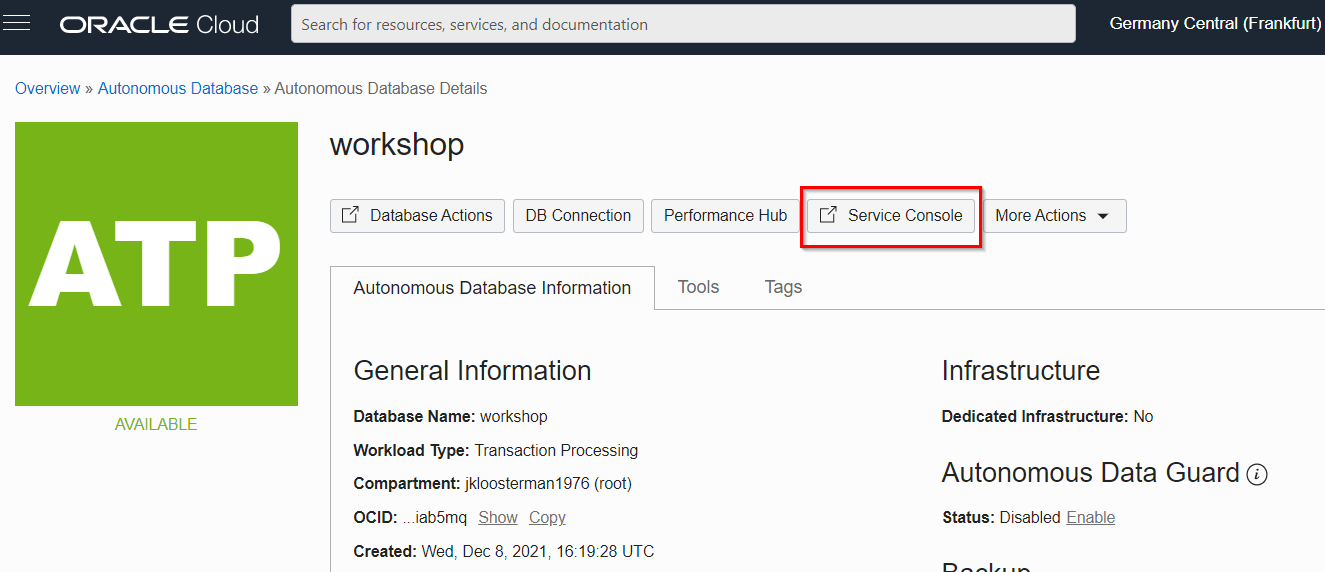 ORACLE Cloud
Search for resources, services, and documentation
Germany Central (Frankfurt)
Overview » Autonomous Database » Autonomous Database Details
ATP
AVAILABLE
workshop
Database Actions
DB Connection
Performance Hub
Service Console
More Actions
Autonomous Database Information
Tools
Tags
General Information
Database Name: workshop
Workload Type: Transaction Processing
Compartment: jkloosterman1976 (root)
OCID: ...iab5mq Show Copy
Created: Wed, Dec 8, 2021, 16:19:28 UTC
Infrastructure
Dedicated Infrastructure: No
Autonomous Data Guard i
Status: Disabled Enable
Backup